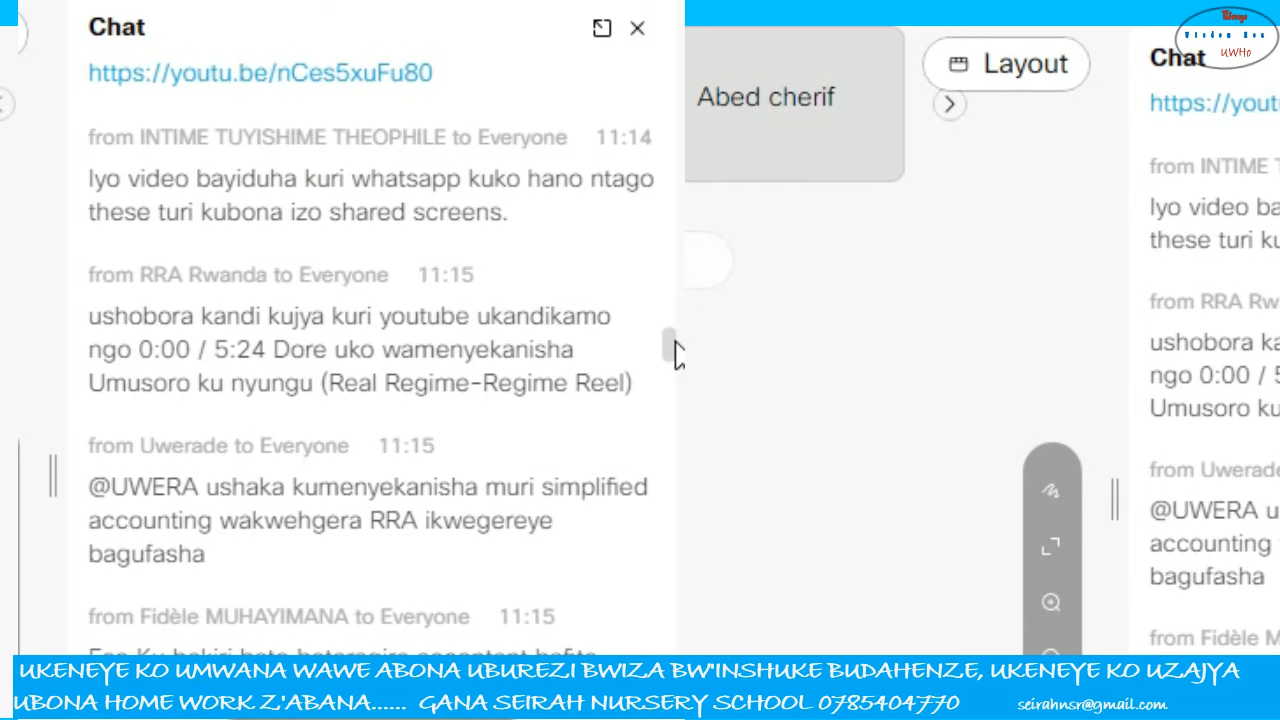 Chat
https://youtu.be/nCes5xuFu80
from INTIME TUYISHIME THEOPHILE to Everyone 11:14
Iyo video bayiduha kuri whatsapp kuko hano ntago
these turi kubona izo shared screens.
from RRA Rwanda to Everyone 11:15
ushobora kandi kujya kuri youtube ukandikamo
ngo 0:00 / 5:24 Dore uko wamenyekanisha
Umusoro ku nyungu (Real Regime-Regime Reel)
from Uwerade to Everyone 11:15
@UWERA ushaka kumenyekanisha muri simplified
accounting wakwehgera RRA ikwegereye
bagufasha
from Fidèle MUHAYIMANA to Everyone 11:15
Abed cherif
Layout
UWHo
Chat
https://yout
from INTIME T
Iyo video ba
these turi ku
from RRA Rw
ushobora ka
ngo 0:00 / 5
Umusoro ku
from Uwerade
@UWERA u
accounting
bagufasha
from Fidèle M
UKENEYE KO UMWANA WAWE ABONA UBUREZI BWIZA BW"INSHUKE BUDAHENZE, UKENEYE KO UZAJYA
UBONA HOME WORK Z'ABANA...... GANA SEIRAH NURSERY SCHOOL 0785404770 seirahnsr@gmail.com